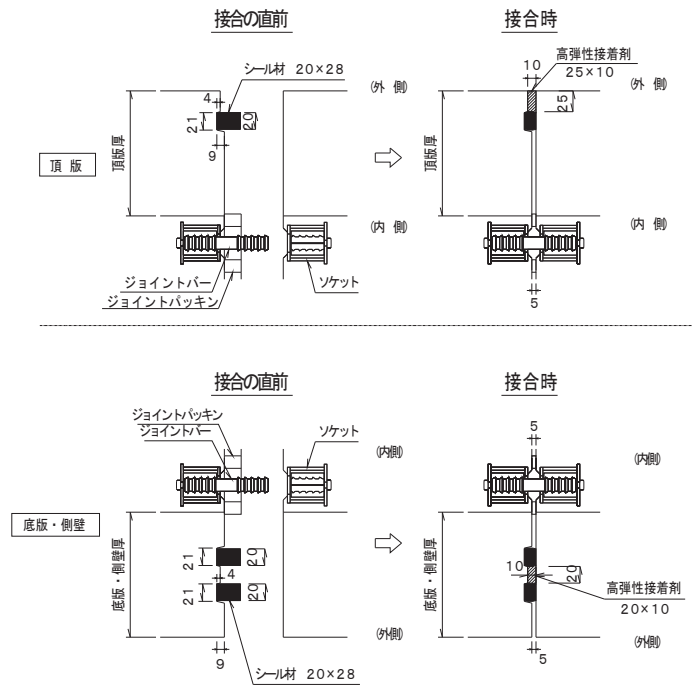 接合の直前
接合時
シール材 20×28
高弾性接着剤
25×10
10
25
4
21
20
9
(外 側)
(外 側)
頂 版
頂版厚
頂版厚
(内 側)
(内 側)
ジョイントバー
ジョイントパッキン
ソケット
5
接合の直前
接合時
ジョイントパッキン
ジョイントバー
ソケット
5
(内側)
(内側)
底版・側壁
底版・側壁厚
底版・側壁厚
21
20
4
21
20
10
20
高弾性接着剤
20×10
(外側)
(外側)
9
シール材 20×28
5